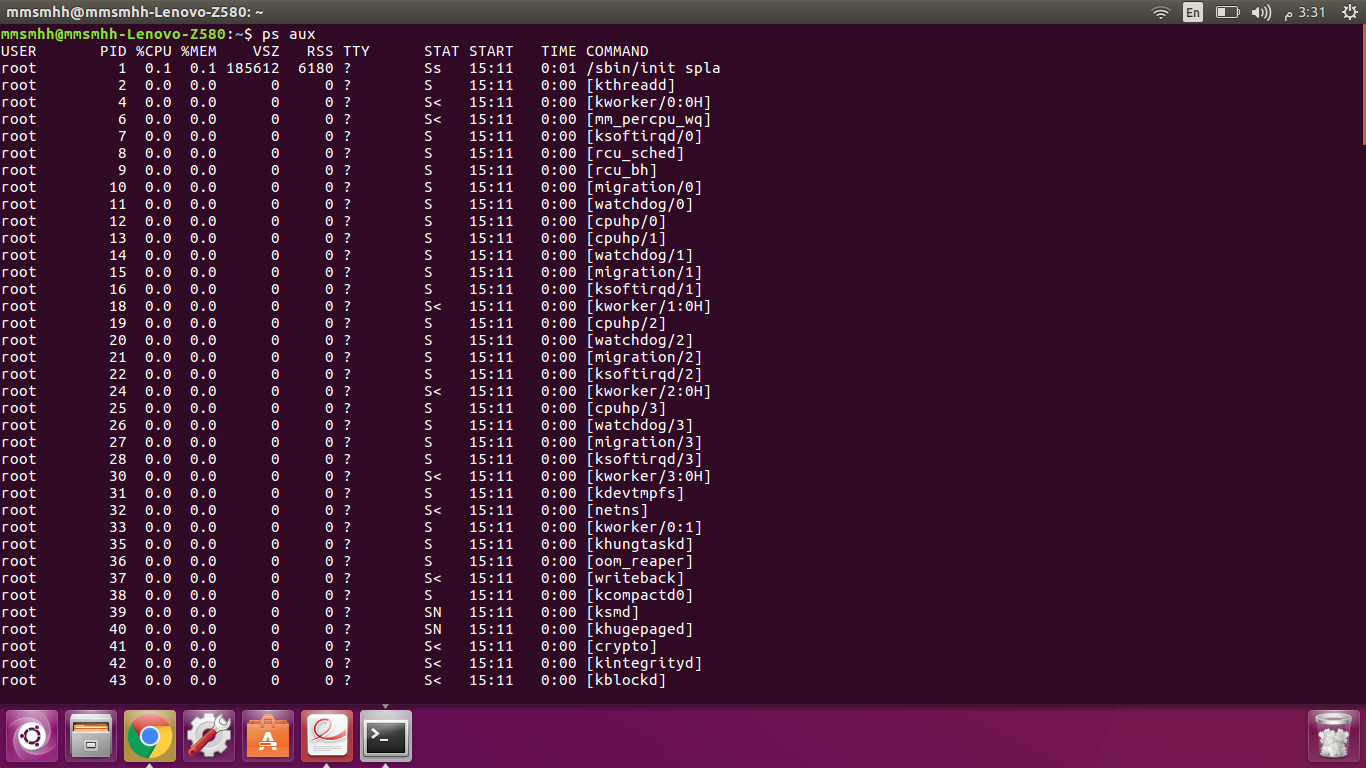 mmsmhh@mmsmhh-Lenovo-Z580: ~ En 3:31 م
mmsmhh@mmsmhh-Lenovo-Z580:~$ ps aux
USER PID %CPU %MEM VSZ RSS TTY STAT START TIME COMMAND
root 1 0.1 0.1 185612 6180 ? Ss 15:11 0:01 /sbin/init spla
root 2 0.0 0.0 0 0 ? S 15:11 0:00 [kthreadd]
root 4 0.0 0.0 0 0 ? S< 15:11 0:00 [kworker/0:0H]
root 6 0.0 0.0 0 0 ? S< 15:11 0:00 [mm_percpu_wq]
root 7 0.0 0.0 0 0 ? S 15:11 0:00 [ksoftirqd/0]
root 8 0.0 0.0 0 0 ? S 15:11 0:00 [rcu_sched]
root 9 0.0 0.0 0 0 ? S 15:11 0:00 [rcu_bh]
root 10 0.0 0.0 0 0 ? S 15:11 0:00 [migration/0]
root 11 0.0 0.0 0 0 ? S 15:11 0:00 [watchdog/0]
root 12 0.0 0.0 0 0 ? S 15:11 0:00 [cpuhp/0]
root 13 0.0 0.0 0 0 ? S 15:11 0:00 [cpuhp/1]
root 14 0.0 0.0 0 0 ? S 15:11 0:00 [watchdog/1]
root 15 0.0 0.0 0 0 ? S 15:11 0:00 [migration/1]
root 16 0.0 0.0 0 0 ? S 15:11 0:00 [ksoftirqd/1]
root 18 0.0 0.0 0 0 ? S< 15:11 0:00 [kworker/1:0H]
root 19 0.0 0.0 0 0 ? S 15:11 0:00 [cpuhp/2]
root 20 0.0 0.0 0 0 ? S 15:11 0:00 [watchdog/2]
root 21 0.0 0.0 0 0 ? S 15:11 0:00 [migration/2]
root 22 0.0 0.0 0 0 ? S 15:11 0:00 [ksoftirqd/2]
root 24 0.0 0.0 0 0 ? S< 15:11 0:00 [kworker/2:0H]
root 25 0.0 0.0 0 0 ? S 15:11 0:00 [cpuhp/3]
root 26 0.0 0.0 0 0 ? S 15:11 0:00 [watchdog/3]
root 27 0.0 0.0 0 0 ? S 15:11 0:00 [migration/3]
root 28 0.0 0.0 0 0 ? S 15:11 0:00 [ksoftirqd/3]
root 30 0.0 0.0 0 0 ? S< 15:11 0:00 [kworker/3:0H]
root 31 0.0 0.0 0 0 ? S 15:11 0:00 [kdevtmpfs]
root 32 0.0 0.0 0 0 ? S< 15:11 0:00 [netns]
root 33 0.0 0.0 0 0 ? S 15:11 0:00 [kworker/0:1]
root 35 0.0 0.0 0 0 ? S 15:11 0:00 [khungtaskd]
root 36 0.0 0.0 0 0 ? S 15:11 0:00 [oom_reaper]
root 37 0.0 0.0 0 0 ? S< 15:11 0:00 [writeback]
root 38 0.0 0.0 0 0 ? S 15:11 0:00 [kcompactd0]
root 39 0.0 0.0 0 0 ? SN 15:11 0:00 [ksmd]
root 40 0.0 0.0 0 0 ? SN 15:11 0:00 [khugepaged]
root 41 0.0 0.0 0 0 ? S< 15:11 0:00 [crypto]
root 42 0.0 0.0 0 0 ? S< 15:11 0:00 [kintegrityd]
root 43 0.0 0.0 0 0 ? S< 15:11 0:00 [kblockd]